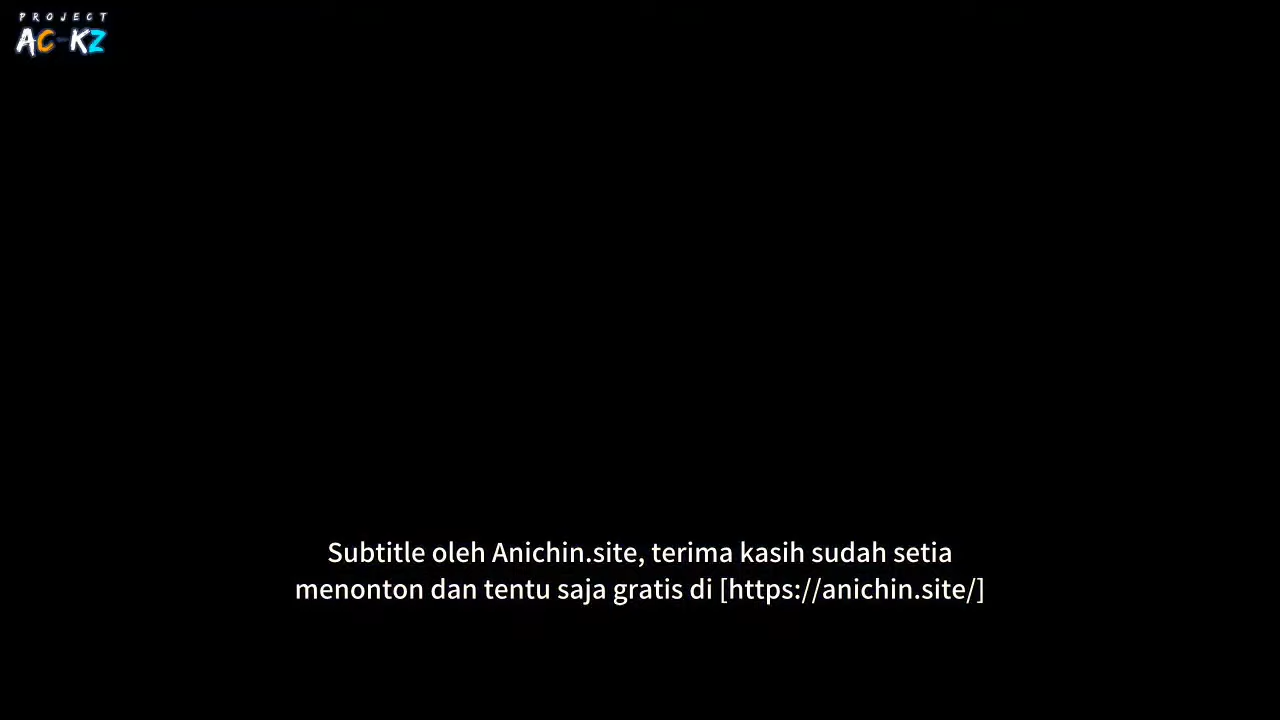 PROJECT
AC-KZ
Subtitle oleh Anichin.site, terima kasih sudah setia
menonton dan tentu saja gratis di [https://anichin.site/]